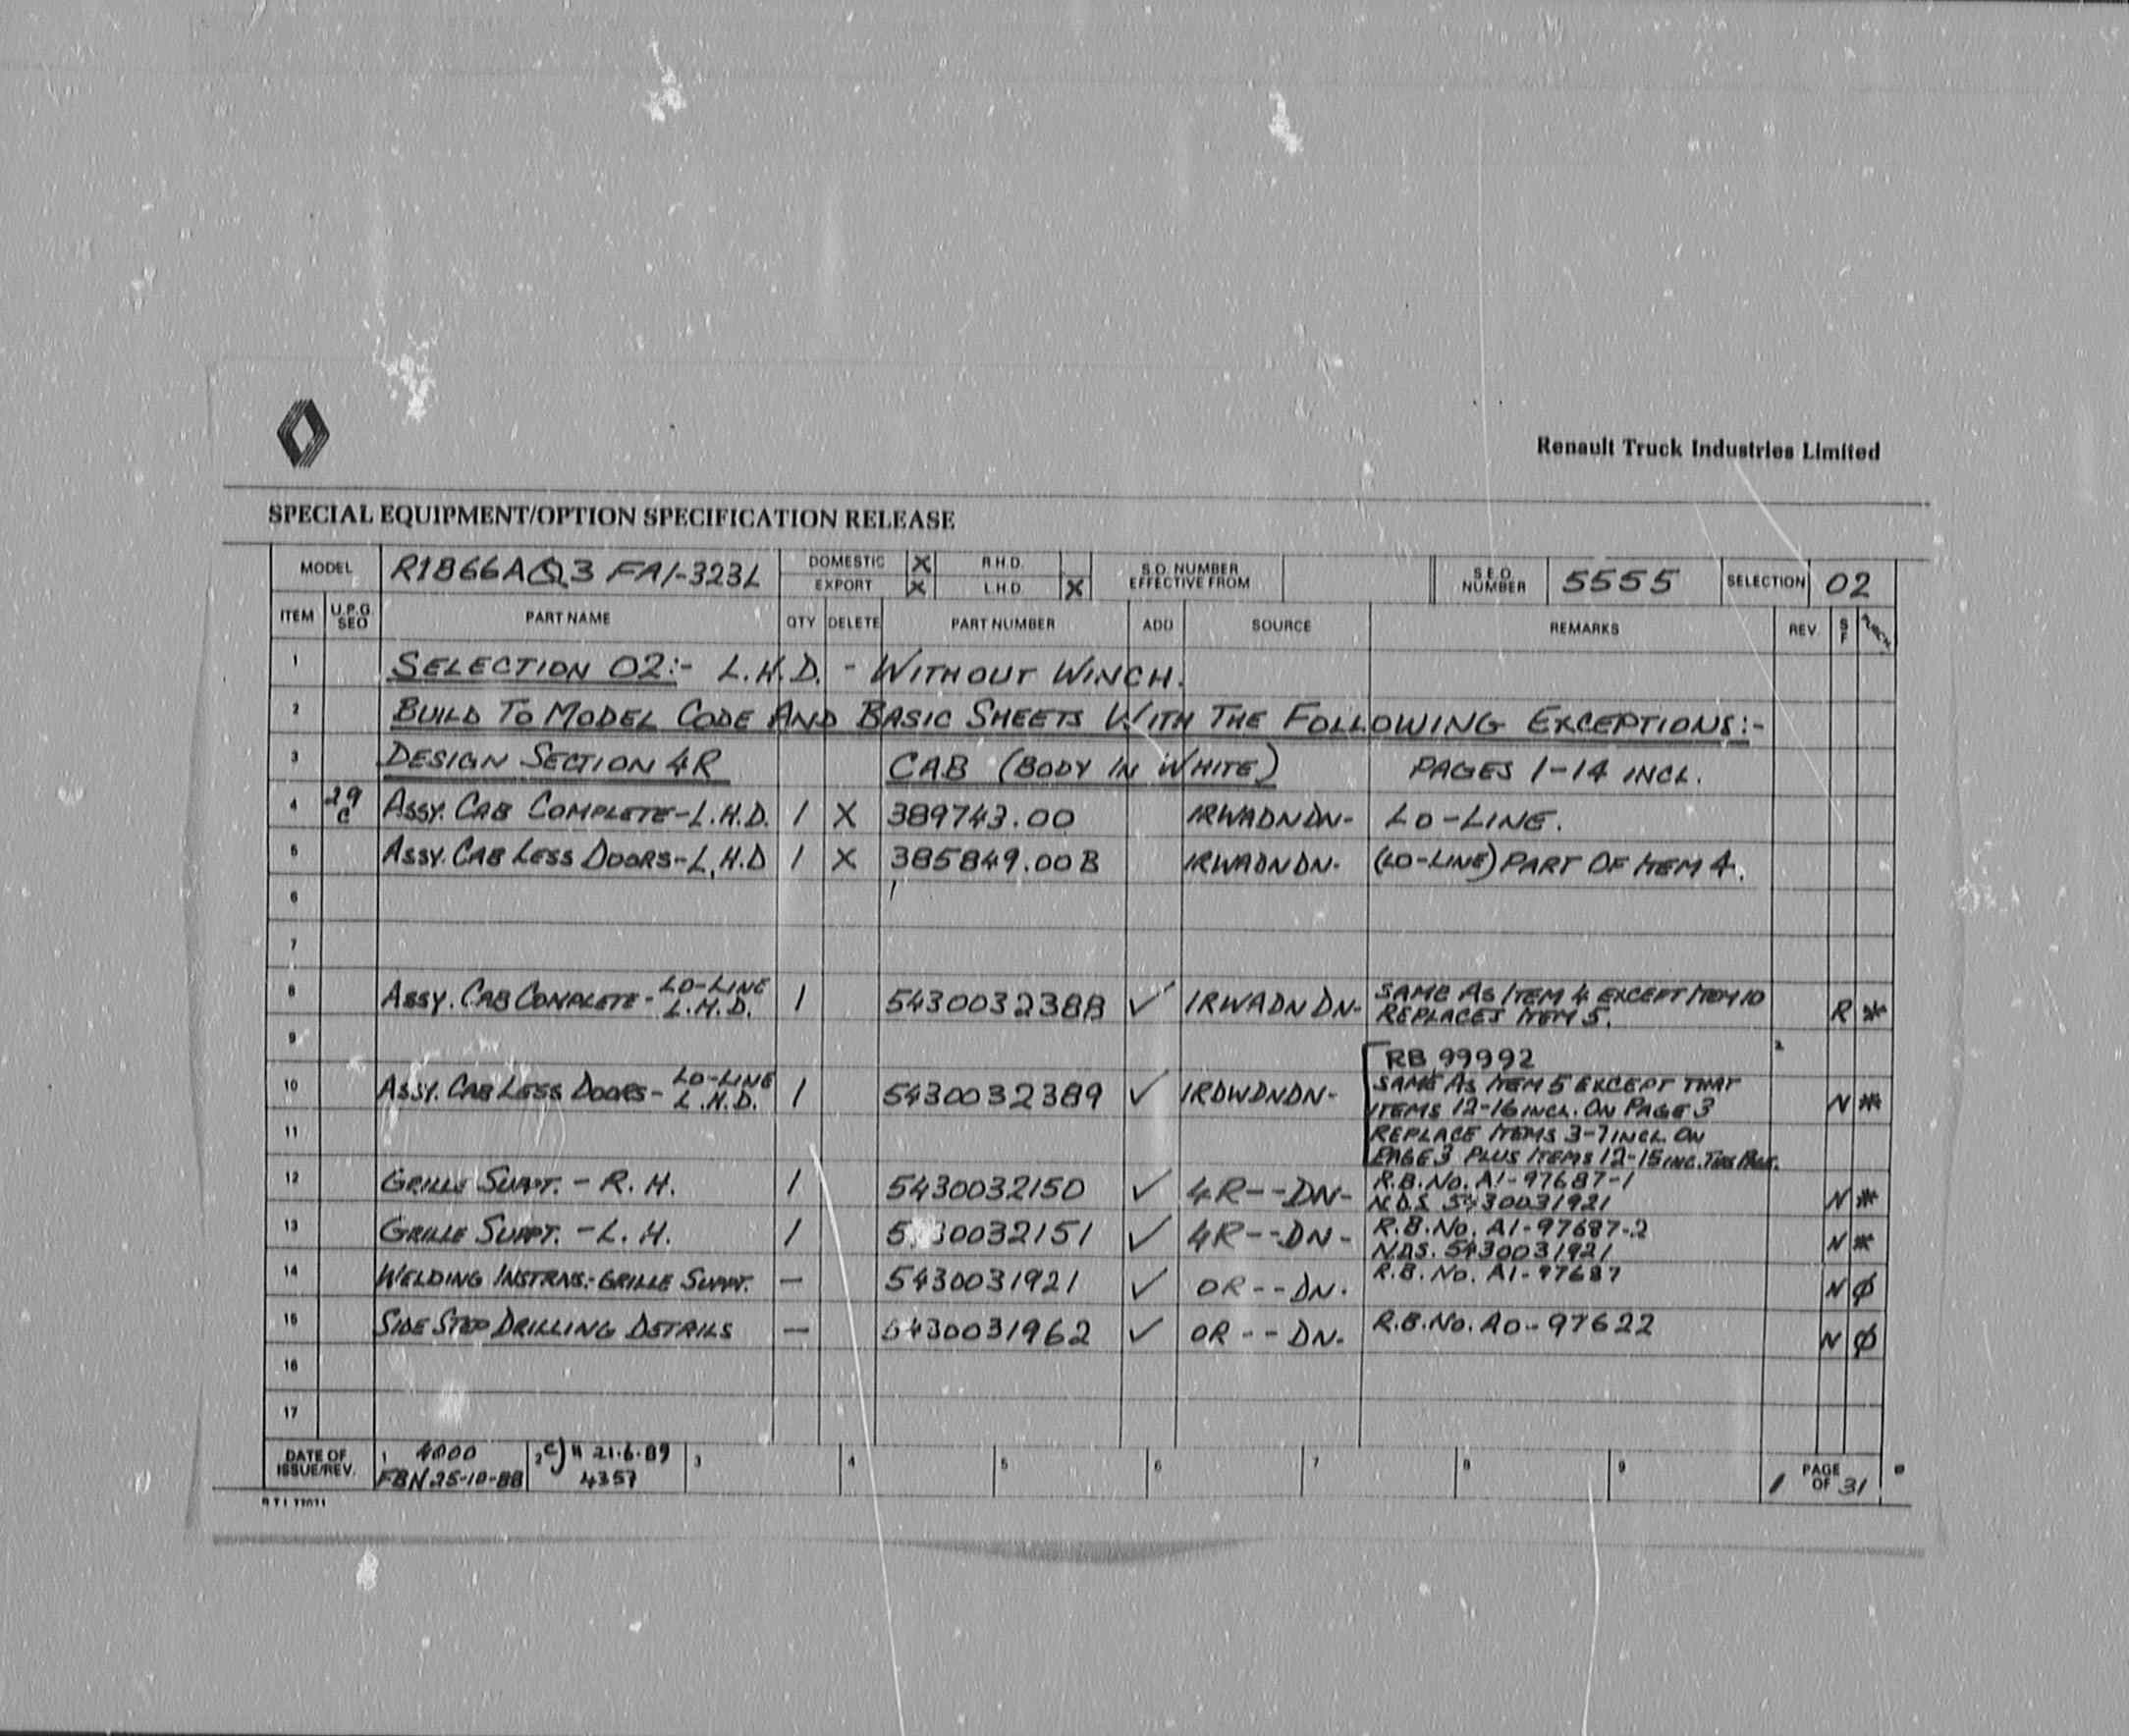 Renault Truck Industries Limited
SPECIAL EQUIPMENT/OPTION SPECIFICATION RELEASE
MODEL R1866AQ3 FA1-323L DOMESTIC X R.H.D. S.O. NUMBER EFFECTIVE FROM S.E.O. NUMBER 5555 SELECTION 02
EXPORT X L.H.D. X
ITEM U.P.G. SEO PART NAME QTY DELETE PART NUMBER ADD SOURCE REMARKS REV. S F
1 SELECTION 02:- L.H.D. - WITHOUT WINCH.
2 BUILD TO MODEL CODE AND BASIC SHEETS WITH THE FOLLOWING EXCEPTIONS:-
3 DESIGN SECTION 4R CAB (BODY IN WHITE) PAGES 1-14 INCL.
4 29 C ASSY. CAB COMPLETE-L.H.D. 1 X 389743.00 IRWADNDN- LO-LINE.
5 ASSY. CAB LESS DOORS-L.H.D 1 X 385849.00B IRWADNDN- (LO-LINE) PART OF ITEM 4.
6
7
8 ASSY. CAB COMPLETE - LO-LINE L.H.D. 1 5430032388 ✓ IRWADNDN- SAME AS ITEM 4 EXCEPT ITEM 10 R *
REPLACES ITEM 5.
9 RB 99992
10 ASSY. CAB LESS DOORS - LO-LINE L.H.D. 1 5430032389 ✓ IRDWDNDN- SAME AS ITEM 5 EXCEPT THAT N *
ITEMS 12-16 INCL. ON PAGE 3
11 REPLACE ITEMS 3-7 INCL. ON
PAGE 3 PLUS ITEMS 12-15 INC. THIS PAGE.
12 GRILLE SUPPT. - R.H. 1 5430032150 ✓ 4R--DN- R.B.No. A1-97687-1 N *
N.D.S 5430031921
13 GRILLE SUPPT. - L.H. 1 0032151 ✓ 4R--DN- R.B.No. A1-97687-2 N *
N.D.S. 5430031921
14 WELDING INSTRNS.-GRILLE SUPPT. — 5430031921 ✓ OR--DN. R.B.No. A1-97687 N Ø
15 SIDE STEP DRILLING DETAILS — 5430031962 ✓ OR--DN. R.B.No. A0-97622 N Ø
16
17
DATE OF ISSUE/REV. 1 4000 2 C) 21.6.89 3 4 5 6 7 8 9 1 PAGE OF 31
FBN 25-10-88 4357